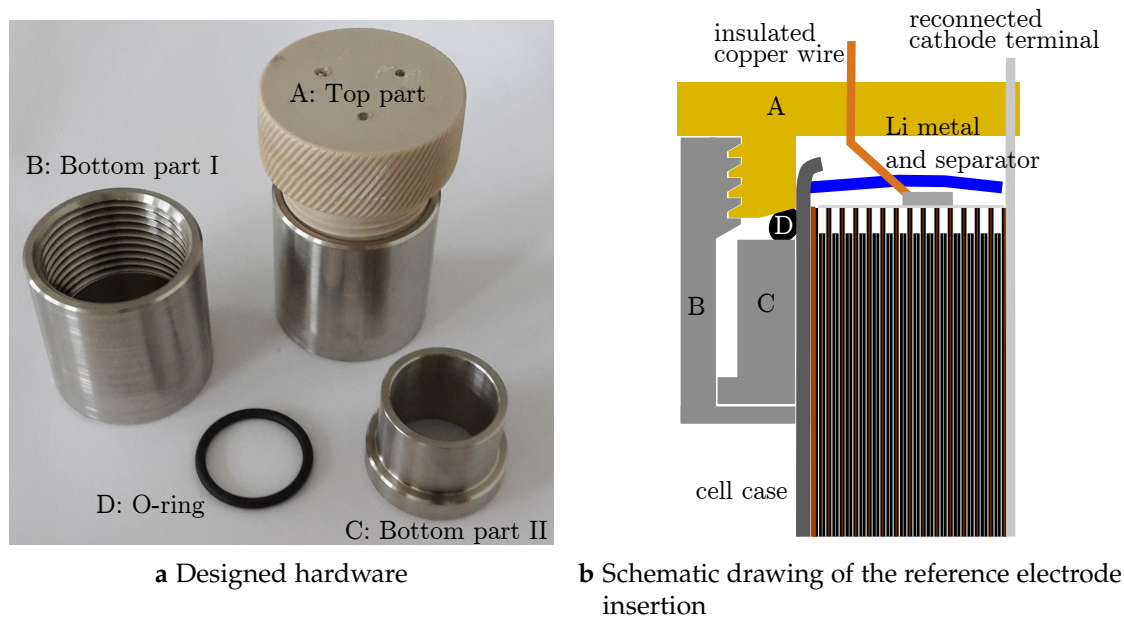 A: Top part
B: Bottom part I
D: O-ring
C: Bottom part II
a Designed hardware
insulated
copper wire
reconnected
cathode terminal
A
Li metal
and separator
D
B
C
cell case
b Schematic drawing of the reference electrode
insertion